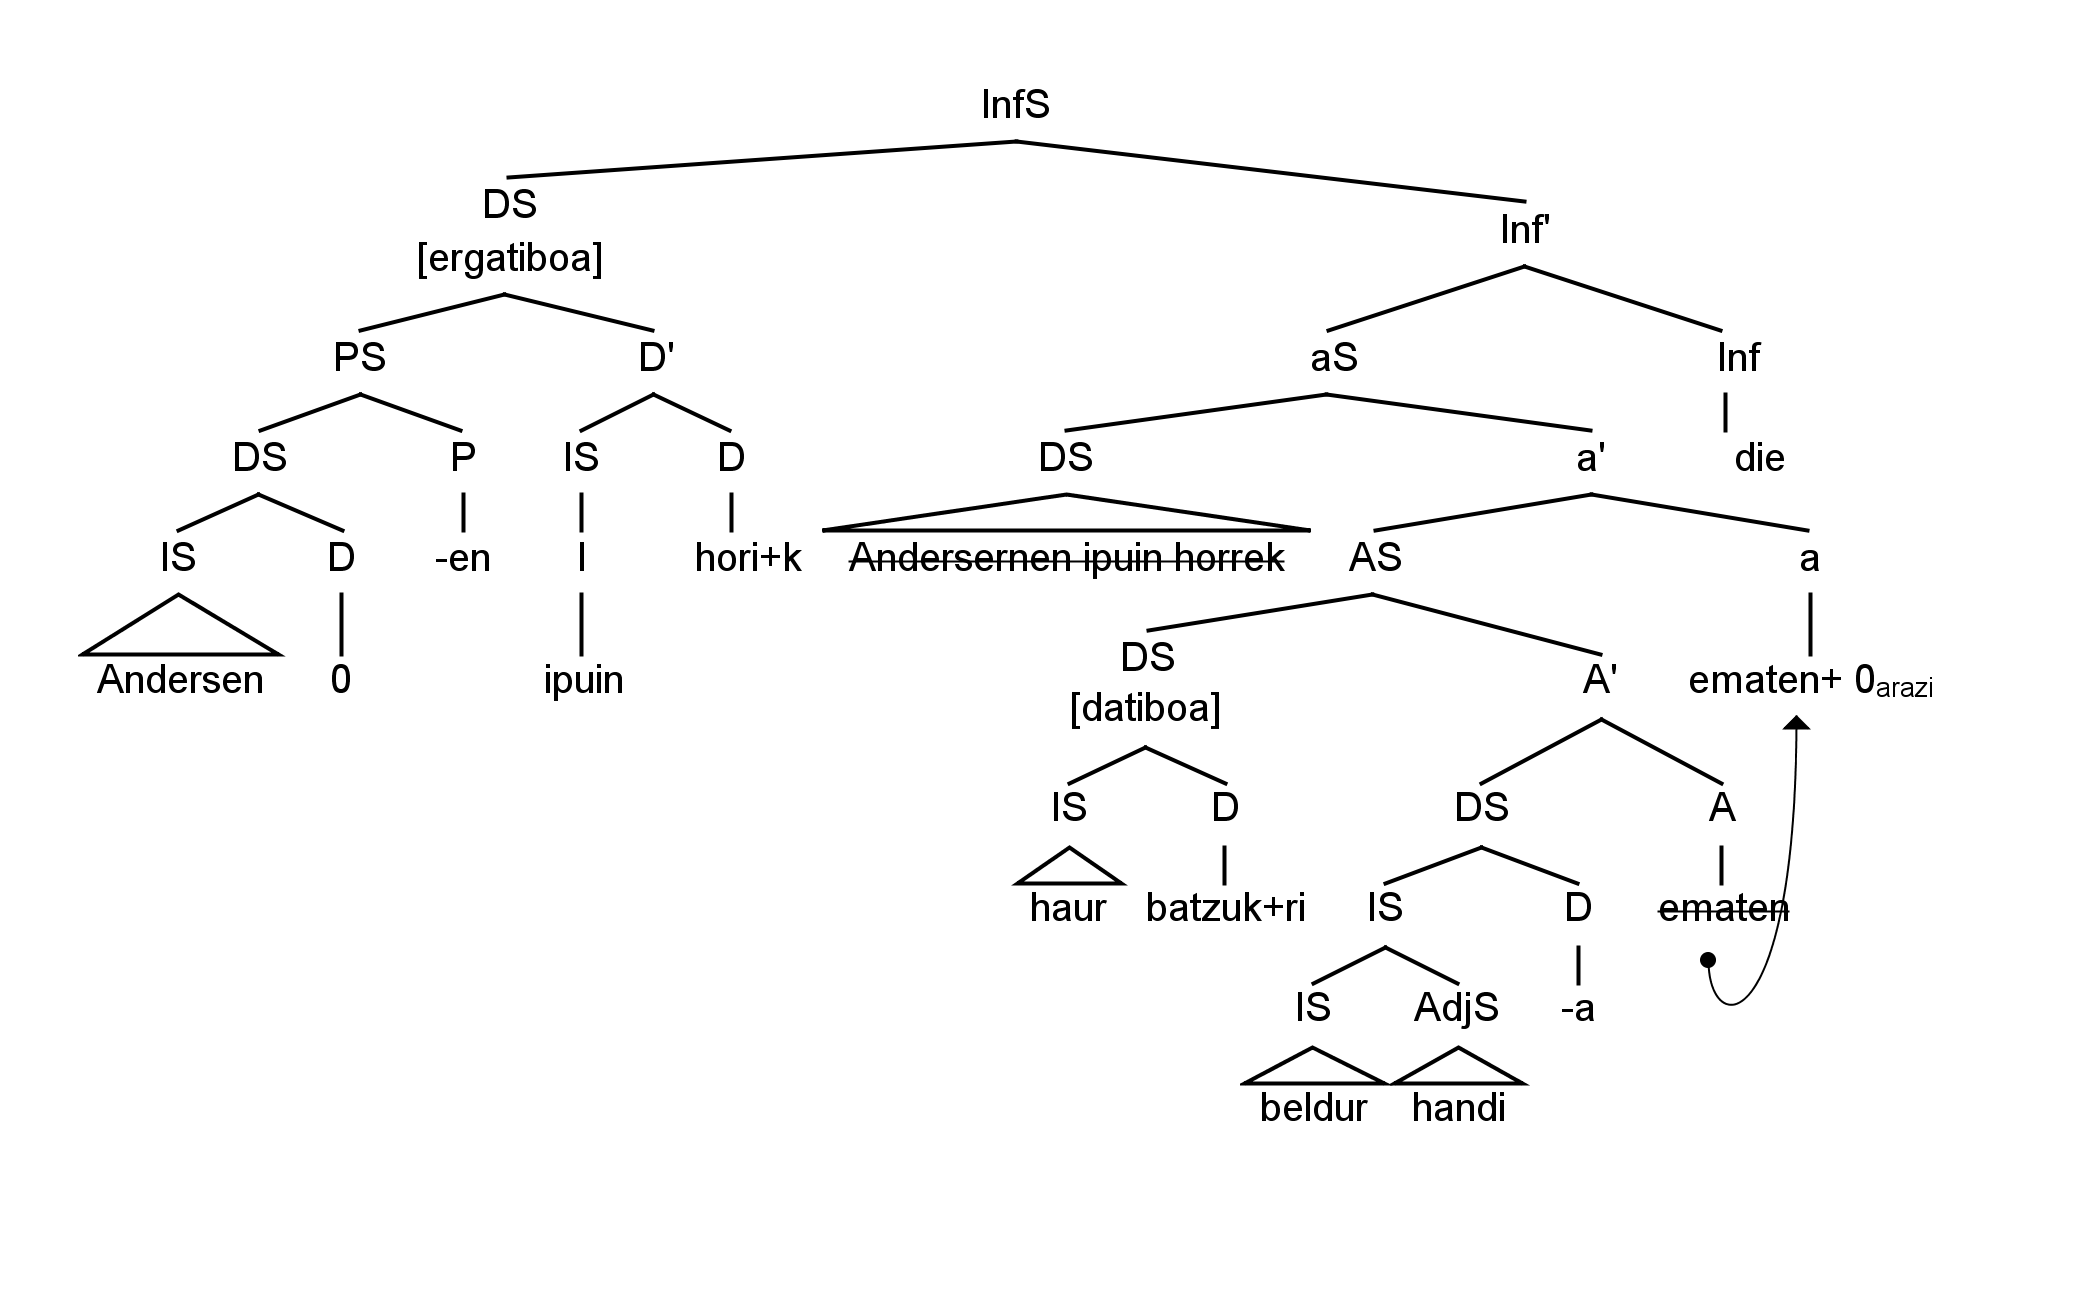 InfS
DS
[ergatiboa]
Inf'
PS D' aS Inf
DS P IS D DS a' die
IS D -en I hori+k Andersernen ipuin horrek AS a
Andersen 0 ipuin DS A' ematen+ 0arazi
[datiboa]
IS D DS A
haur batzuk+ri IS D ematen
IS AdjS -a
beldur handi